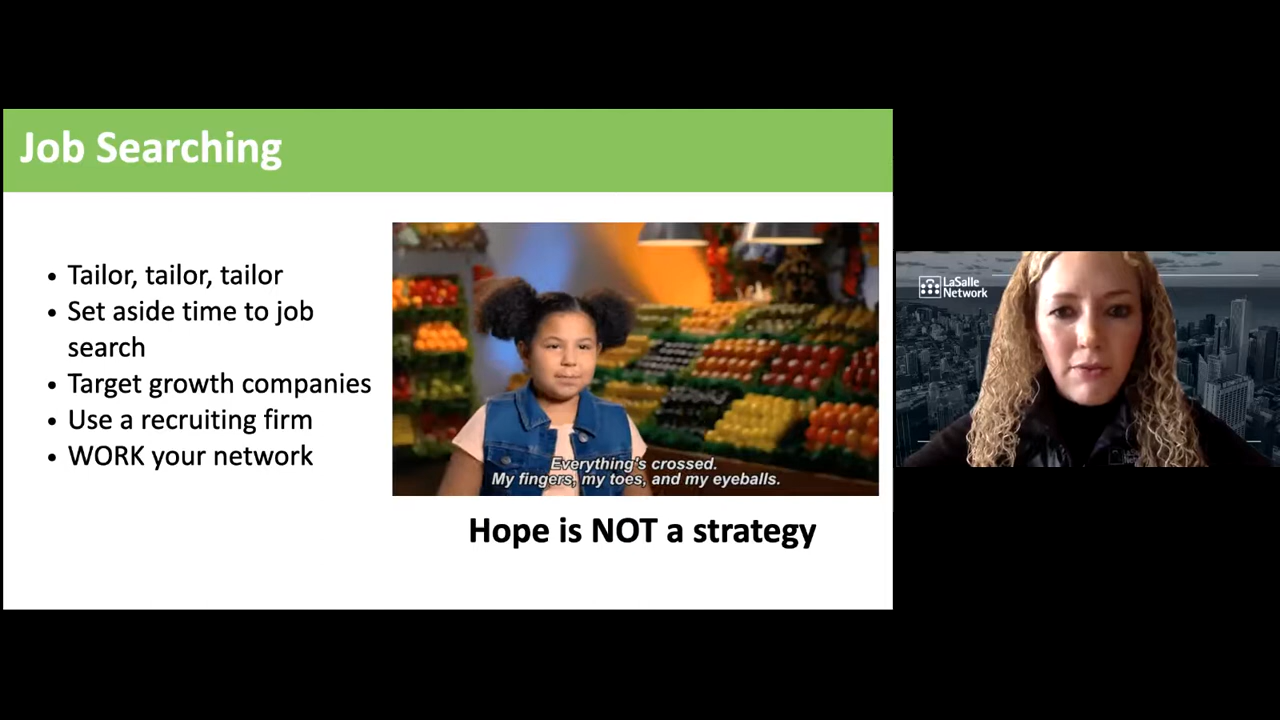 Job Searching
• Tailor, tailor, tailor
• Set aside time to job
search
• Target growth companies
• Use a recruiting firm
• WORK your network
Everything's crossed.
My fingers, my toes, and my eyeballs.
Hope is NOT a strategy
LaSalle
Network